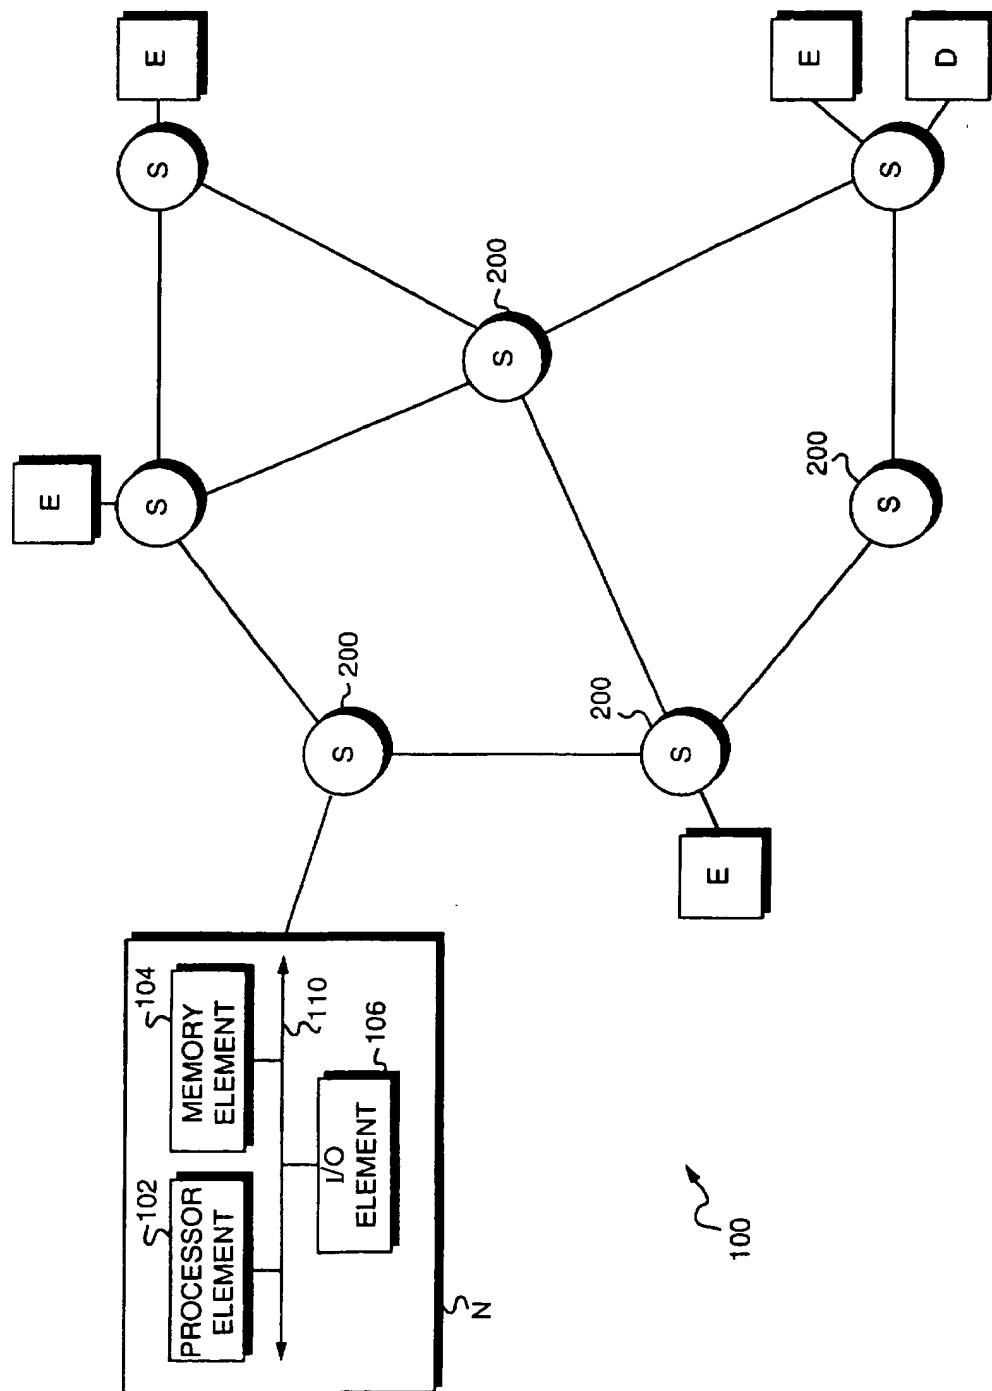 E
E
S
S
102
104
PROCESSOR
ELEMENT
MEMORY
ELEMENT
110
I/O
ELEMENT
106
S
200
N
S
200
200
S
E
100
E
200
S
S
D